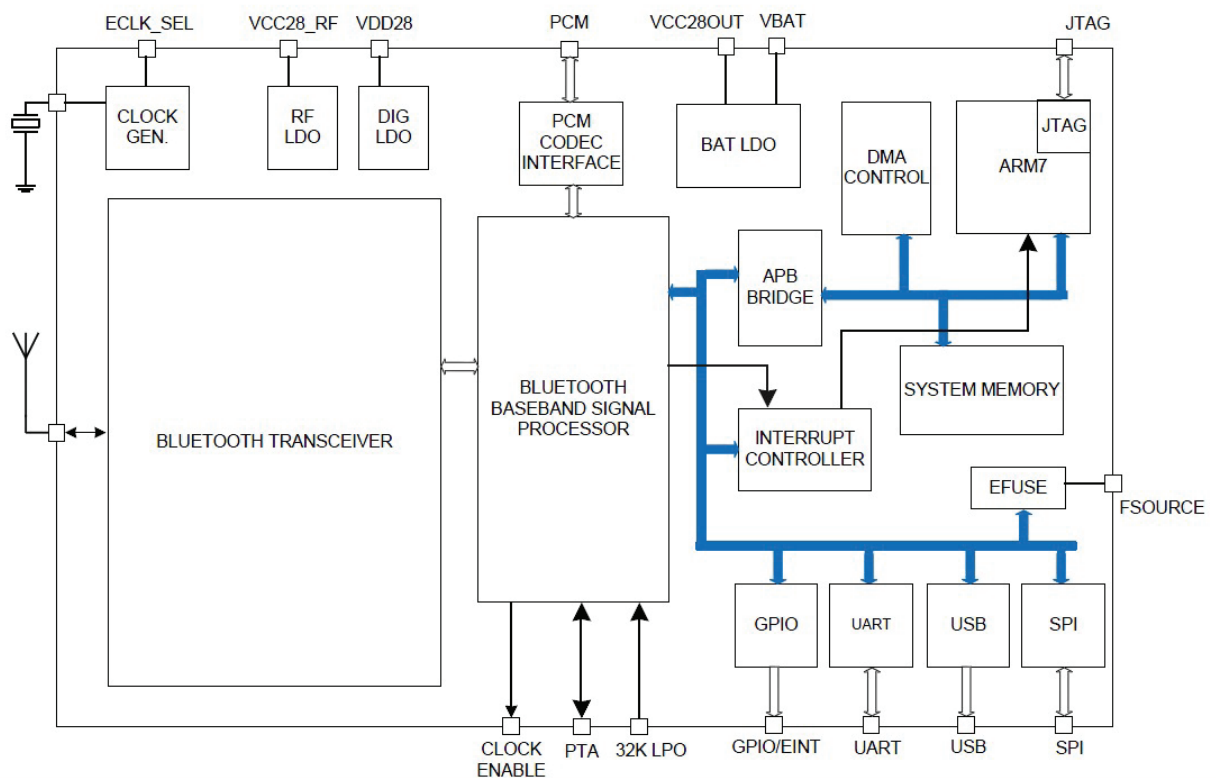 ECLK_SEL
VCC28_RF
VDD28
PCM
VCC28OUT
VBAT
JTAG
CLOCK
GEN.
RF
LDO
DIG
LDO
PCM
CODEC
INTERFACE
BAT LDO
DMA
CONTROL
JTAG
ARM7
APB
BRIDGE
SYSTEM MEMORY
BLUETOOTH TRANSCEIVER
BLUETOOTH
BASEBAND SIGNAL
PROCESSOR
INTERRUPT
CONTROLLER
EFUSE
FSOURCE
GPIO
UART
USB
SPI
CLOCK
ENABLE
PTA
32K LPO
GPIO/EINT
UART
USB
SPI